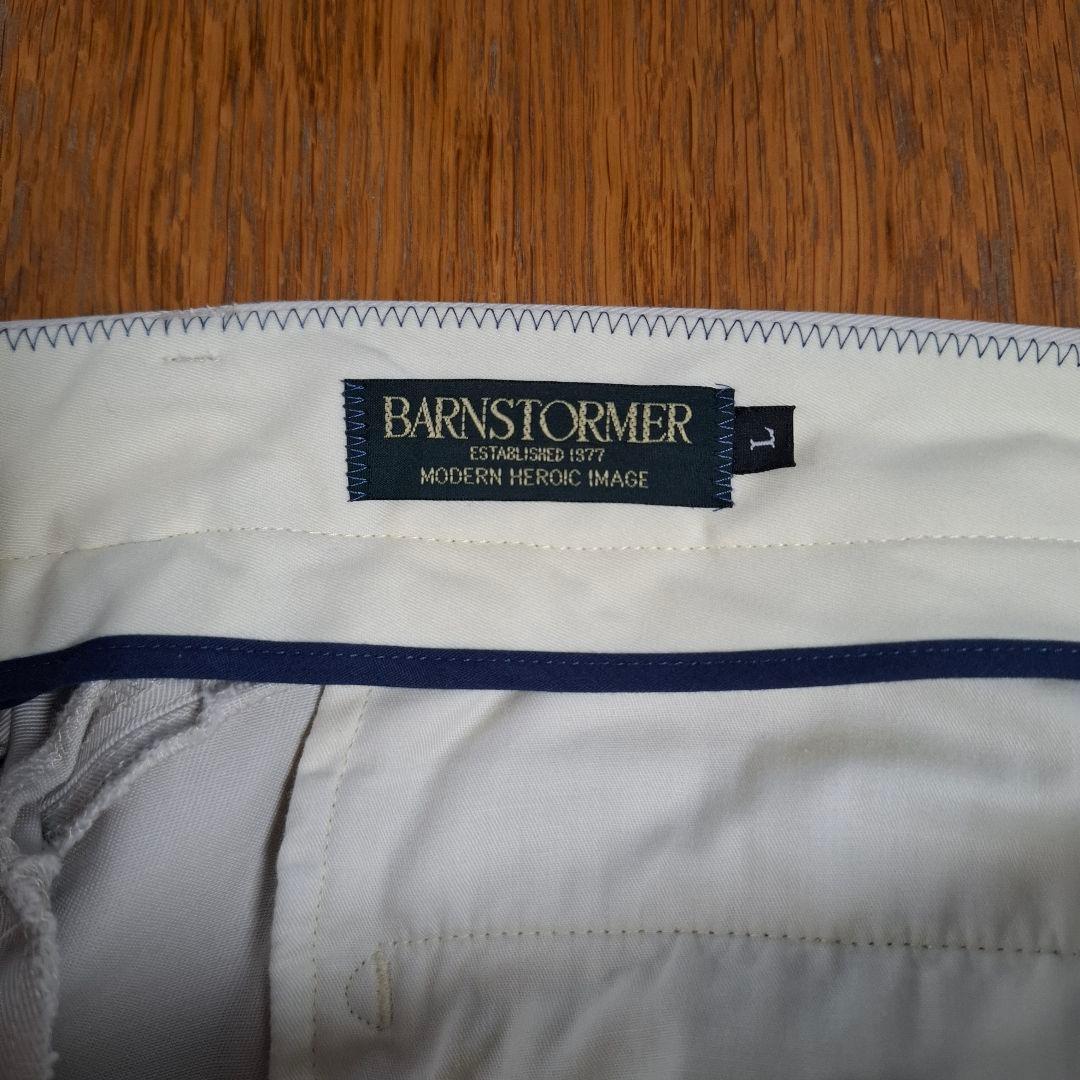 BARNSTORMER
ESTABLISHED 1977
MODERN HEROIC IMAGE
L